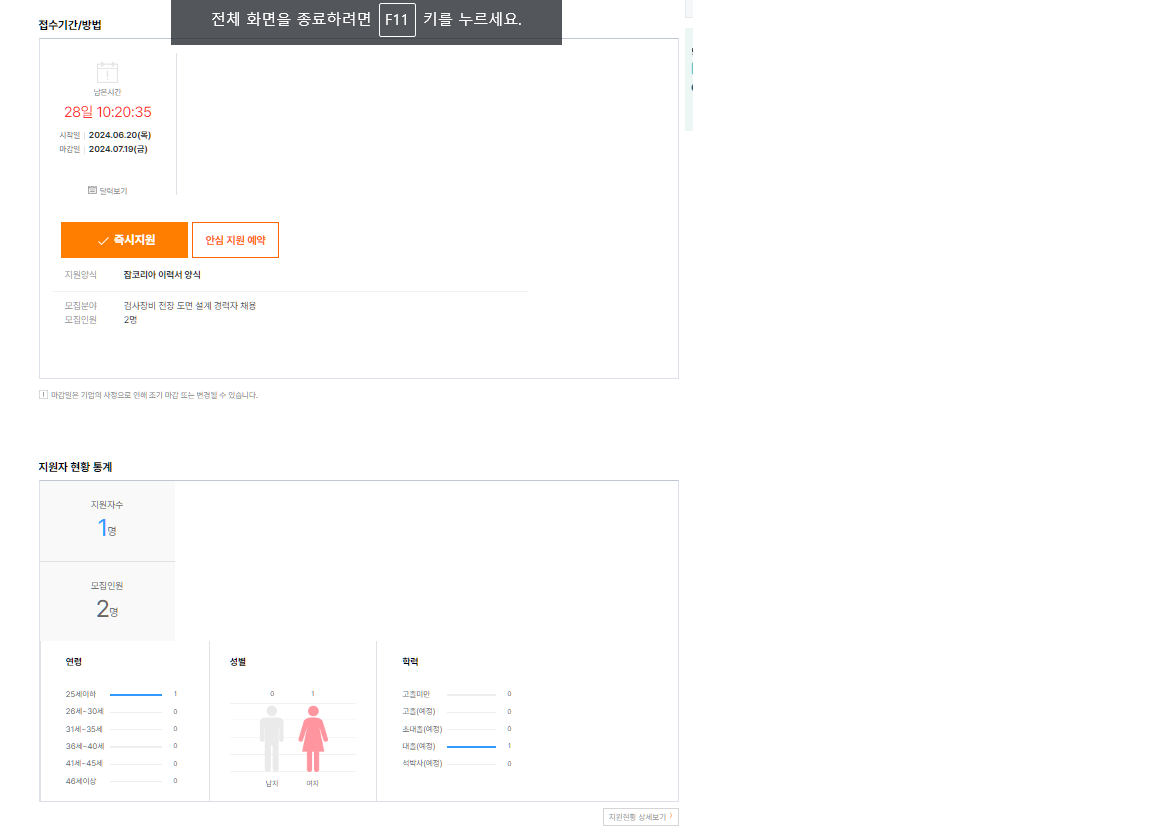 전체 화면을 종료하려면 F11 키를 누르세요.
접수기간/방법
남은시간
28일 10:20:35
시작일 2024.06.20(목)
마감일 2024.07.19(금)
달력보기
즉시지원 안심 지원 예약
지원양식 잡코리아 이력서 양식
모집분야 검사장비 전장 도면 설계 경력자 채용
모집인원 2명
마감일은 기업의 사정으로 인해 조기 마감 또는 변경될 수 있습니다.
지원자 현황 통계
지원자수
1명
모집인원
2명
연령
25세이하 1
26세~30세 0
31세~35세 0
36세~40세 0
41세~45세 0
46세이상 0
성별
0 1
남자 여자
학력
고졸미만 0
고졸(예정) 0
초대졸(예정) 0
대졸(예정) 1
석박사(예정) 0
지원현황 상세보기